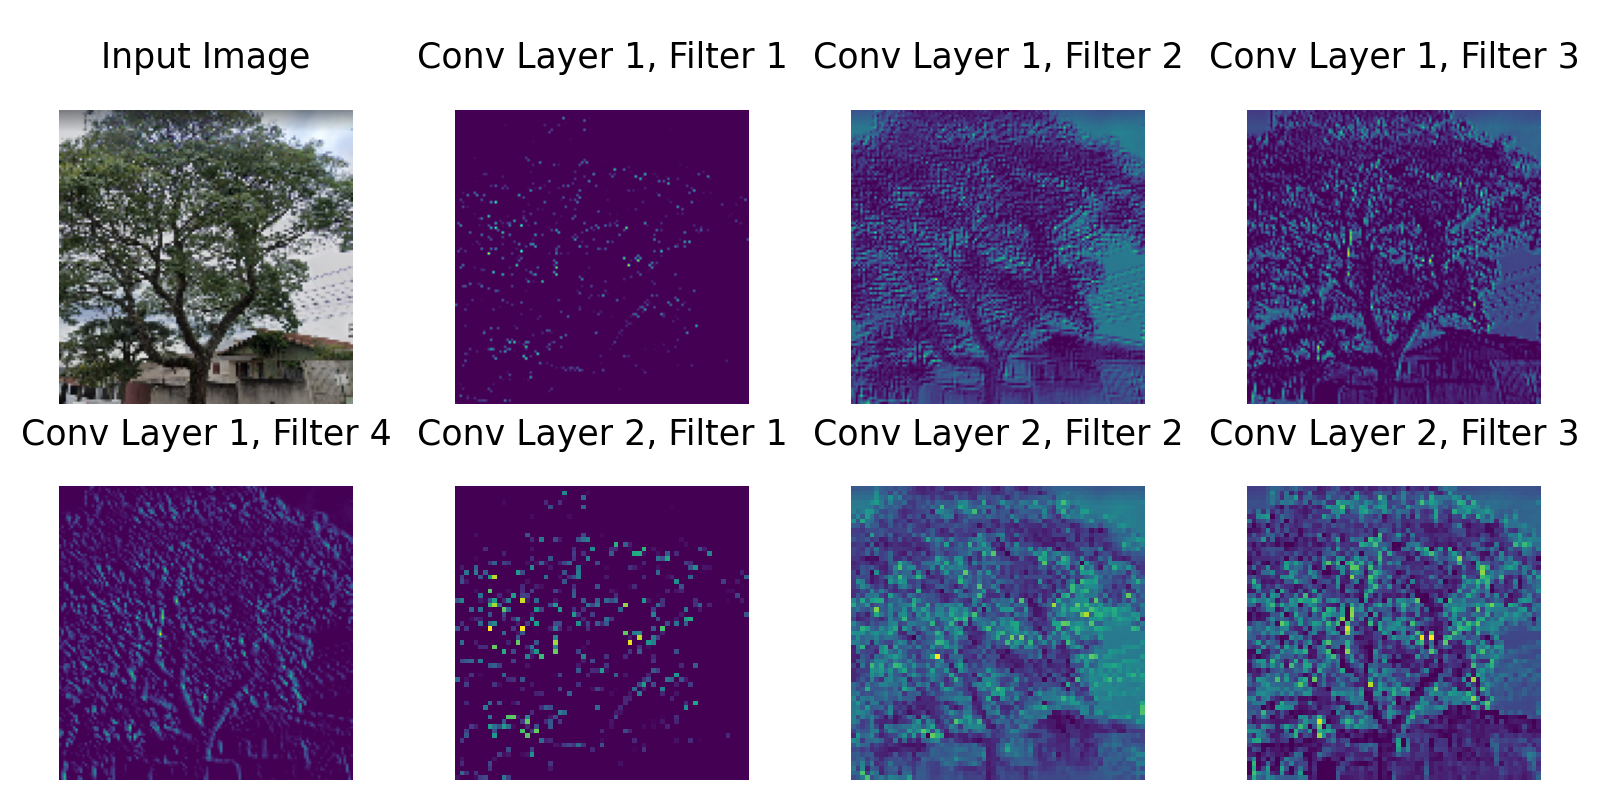 Input Image
Conv Layer 1, Filter 1
Conv Layer 1, Filter 2
Conv Layer 1, Filter 3
Conv Layer 1, Filter 4
Conv Layer 2, Filter 1
Conv Layer 2, Filter 2
Conv Layer 2, Filter 3